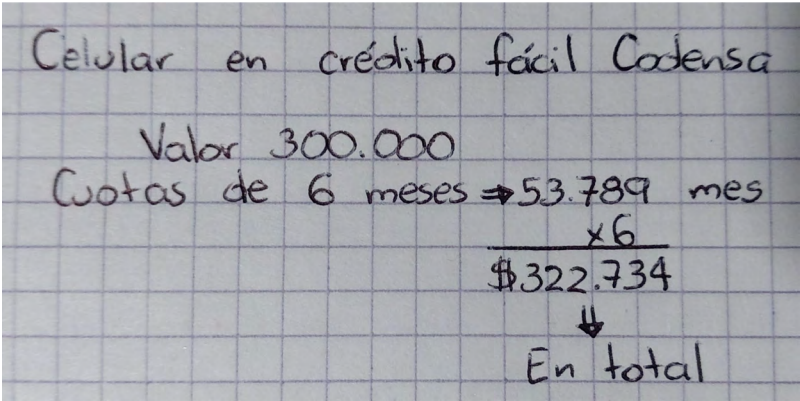 Celular en crédito fácil Codensa
Valor 300.000
Cuotas de 6 meses ⇒ 53.789 mes
x6
$322.734
⇓
En total